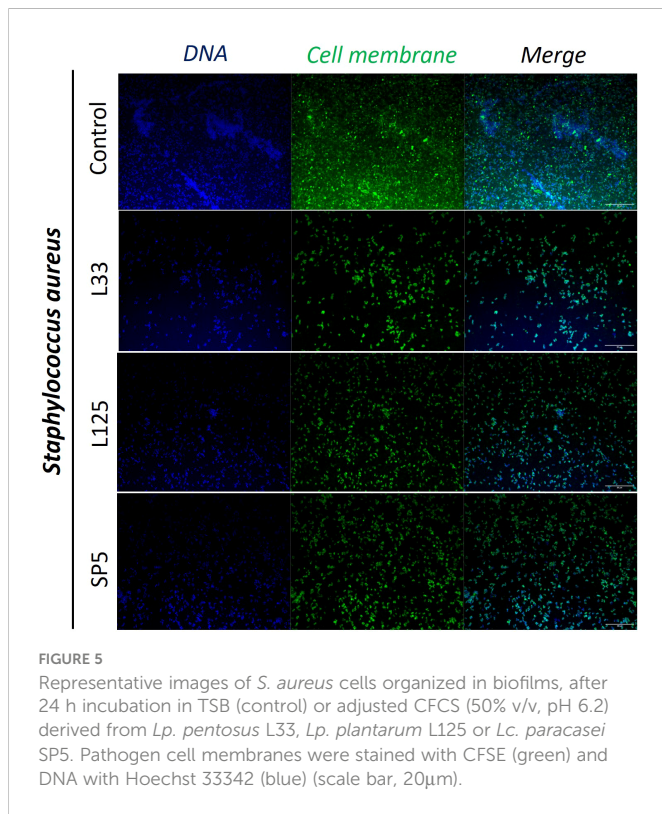 DNA
Cell membrane
Merge
Staphylococcus aureus
Control
L33
L125
SP5
FIGURE 5
Representative images of S. aureus cells organized in biofilms, after
24 h incubation in TSB (control) or adjusted CFCS (50% v/v, pH 6.2)
derived from Lp. pentosus L33, Lp. plantarum L125 or Lc. paracasei
SP5. Pathogen cell membranes were stained with CFSE (green) and
DNA with Hoechst 33342 (blue) (scale bar, 20μm).